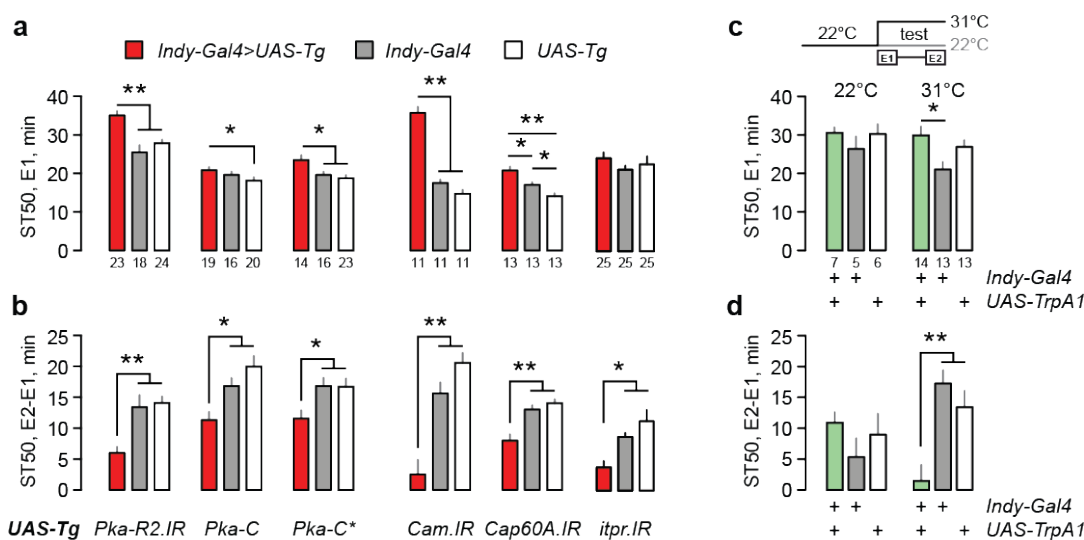 a
Indy-Gal4>UAS-Tg Indy-Gal4 UAS-Tg
ST50, E1, min
40
30
20
10
0
** * * ** ** * * 
23 18 24 19 16 20 14 16 23 11 11 11 13 13 13 25 25 25
b
ST50, E2-E1, min
25
20
15
10
5
0
** * * ** ** *
UAS-Tg Pka-R2.IR Pka-C Pka-C* Cam.IR Cap60A.IR itpr.IR
c
22°C test 31°C
22°C
E1 E2
22°C 31°C
ST50, E1, min
40
30
20
10
0
*
7 5 6 14 13 13
+ + + + Indy-Gal4
+ + + + UAS-TrpA1
d
ST50, E2-E1, min
25
20
15
10
5
0
**
+ + + + Indy-Gal4
+ + + + UAS-TrpA1